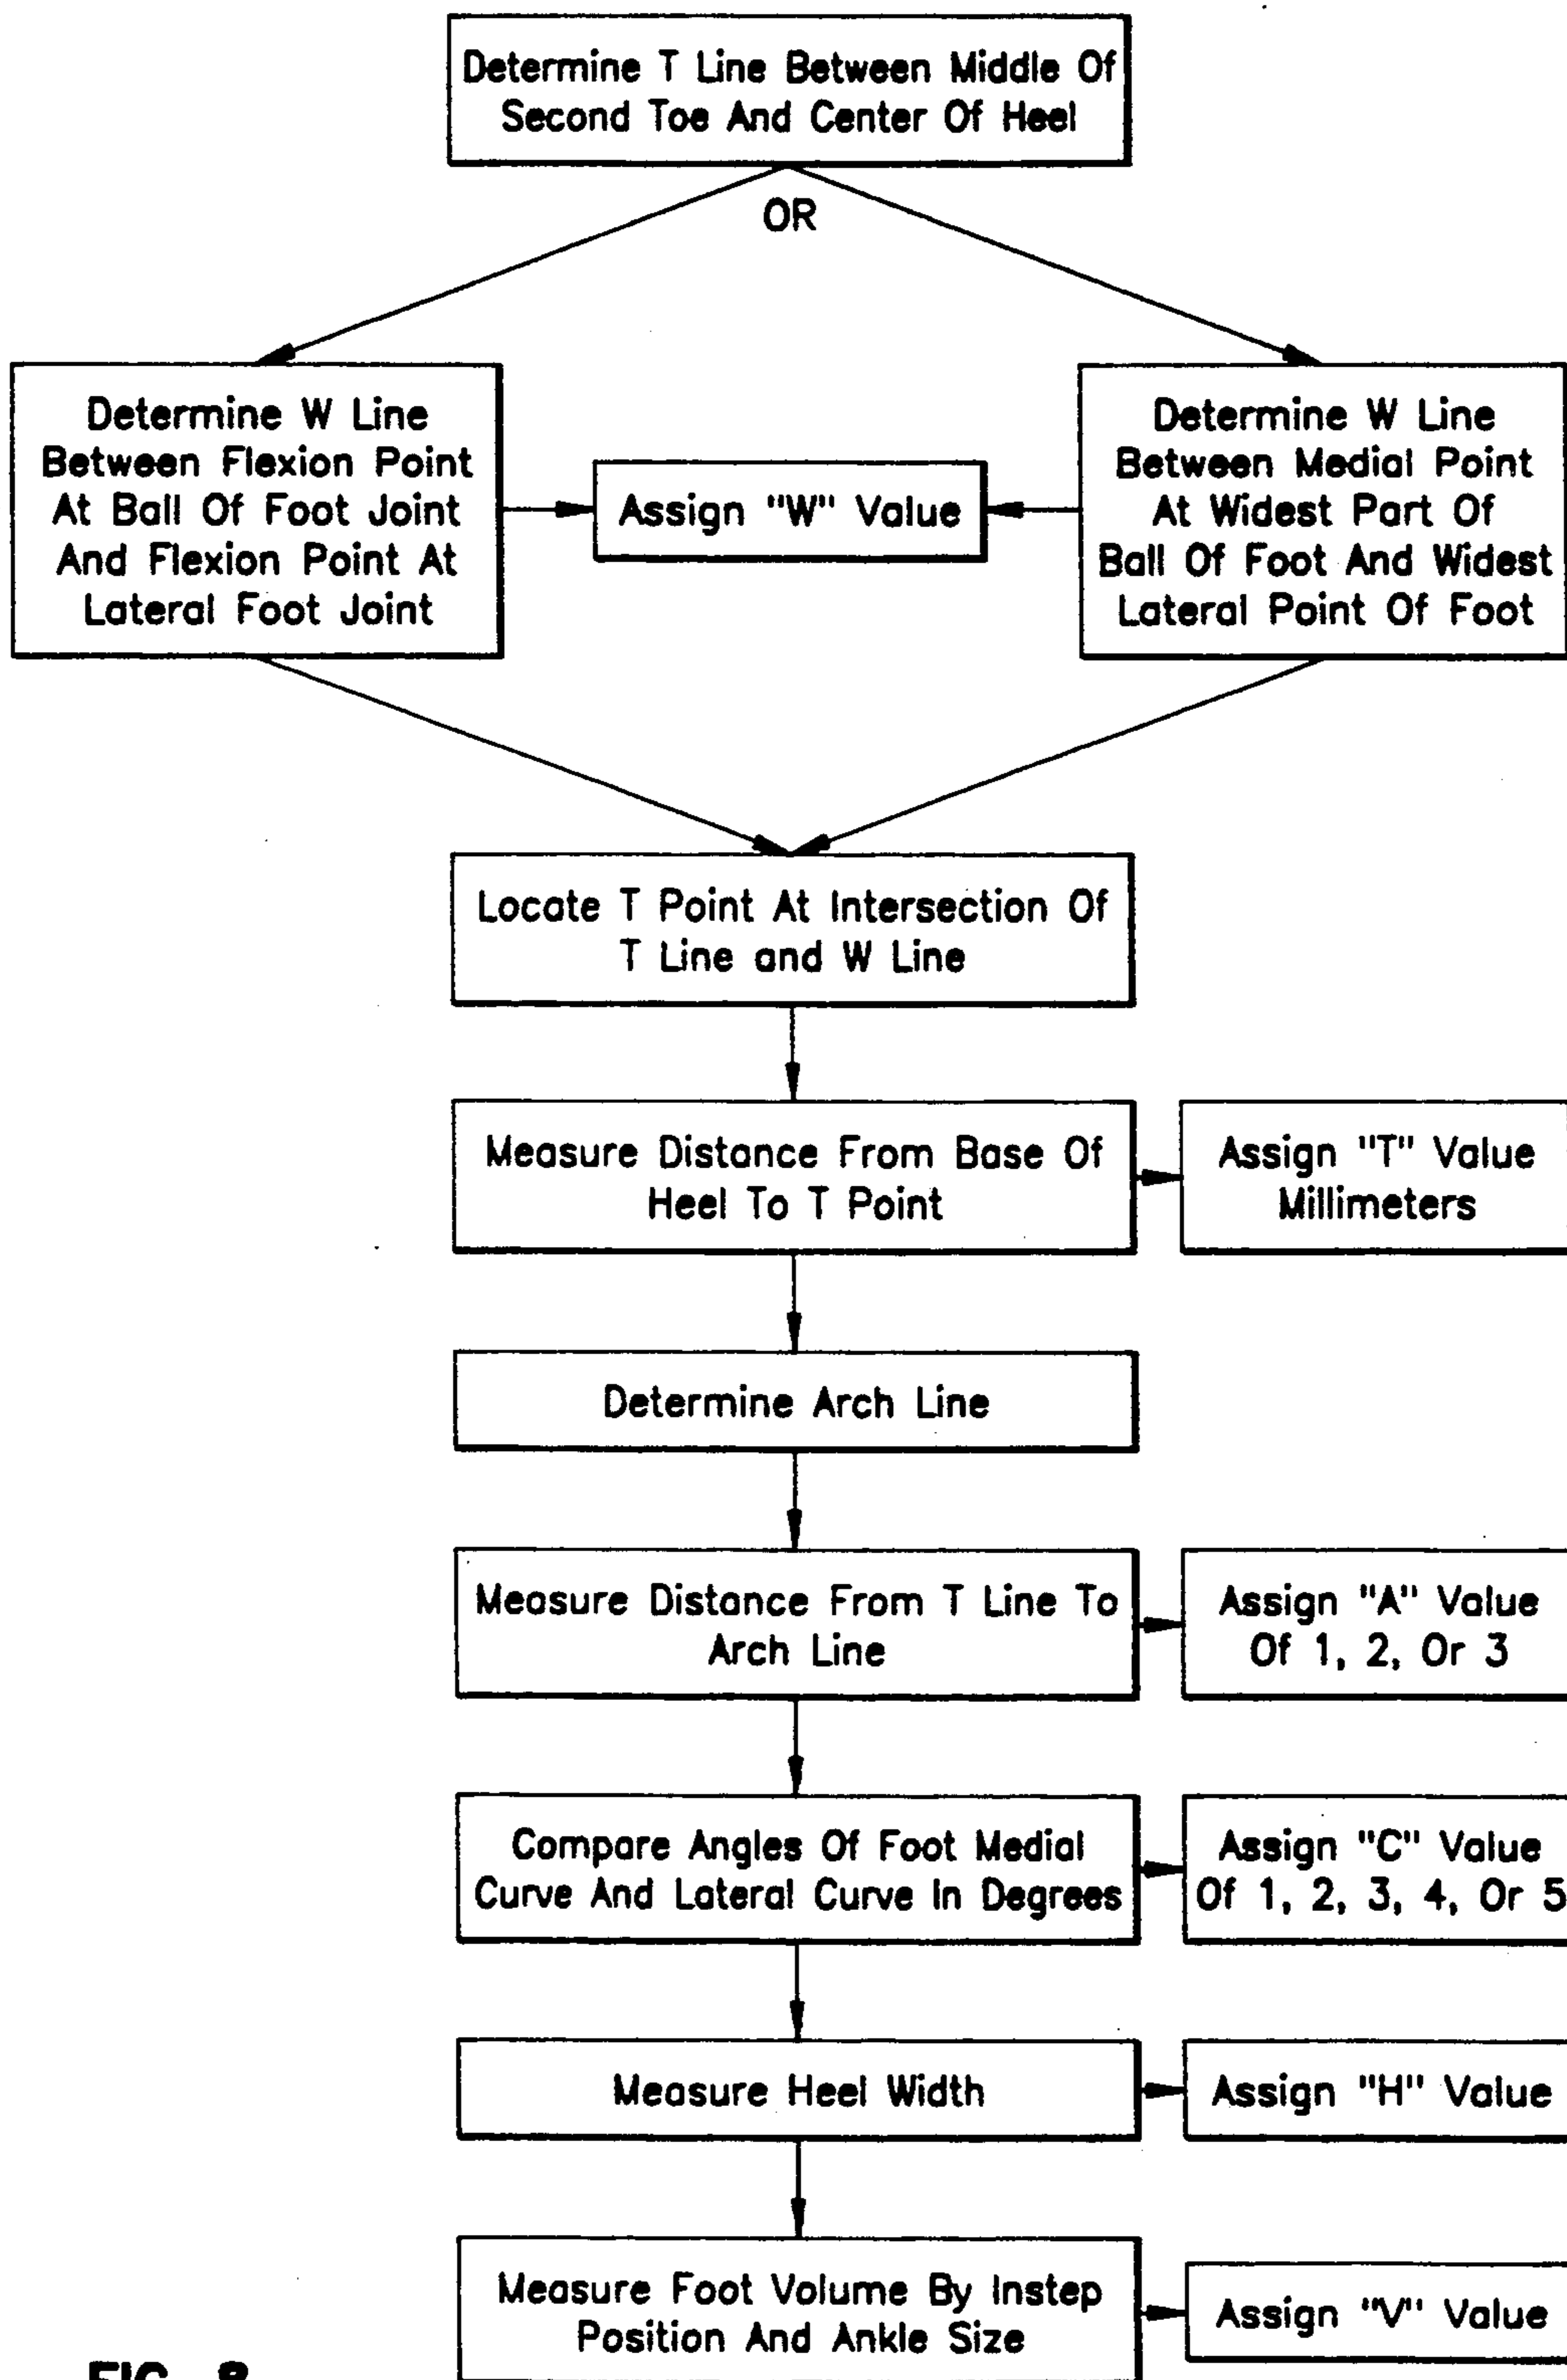 Determine T Line Between Middle Of
Second Toe And Center Of Heel
OR
Determine W Line
Between Flexion Point
At Ball Of Foot Joint
And Flexion Point At
Lateral Foot Joint
Assign "W" Value
Determine W Line
Between Medial Point
At Widest Part Of
Ball Of Foot And Widest
Lateral Point Of Foot
Locate T Point At Intersection Of
T Line and W Line
Measure Distance From Base Of
Heel To T Point
Assign "T" Value
Millimeters
Determine Arch Line
Measure Distance From T Line To
Arch Line
Assign "A" Value
Of 1, 2, Or 3
Compare Angles Of Foot Medial
Curve And Lateral Curve In Degrees
Assign "C" Value
Of 1, 2, 3, 4, Or 5
Measure Heel Width
Assign "H" Value
Measure Foot Volume By Instep
Position And Ankle Size
Assign "V" Value
FIG. 8